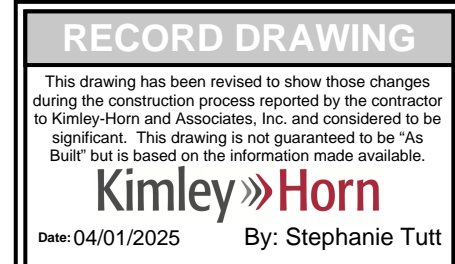 RECORD DRAWING
This drawing has been revised to show those changes
during the construction process reported by the contractor
to Kimley-Horn and Associates, Inc. and considered to be
significant. This drawing is not guaranteed to be “As
Built” but is based on the information made available.
Kimley»Horn
Date: 04/01/2025 By: Stephanie Tutt